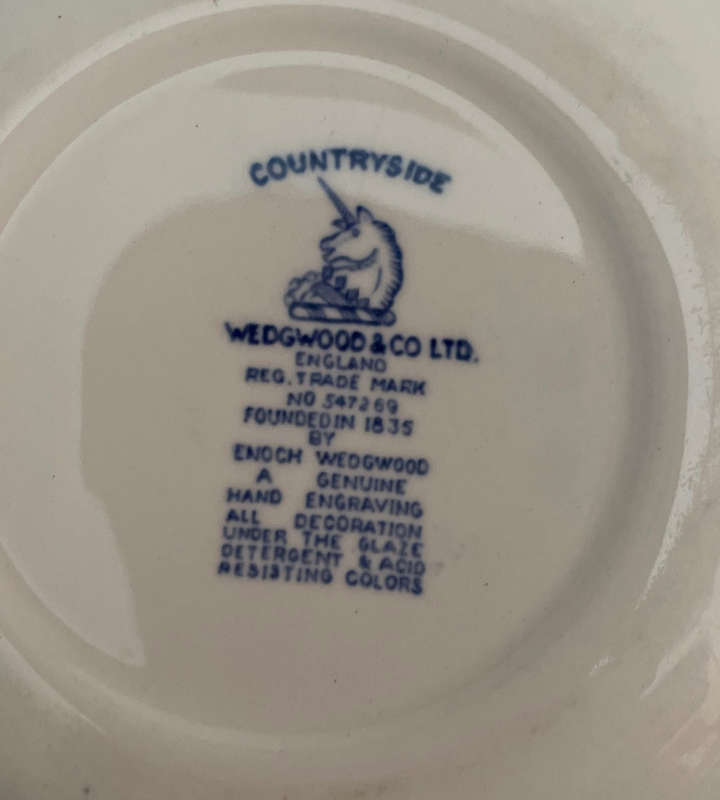 COUNTRYSIDE
WEDGWOOD & CO LTD.
ENGLAND
REG. TRADE MARK
NO 547269
FOUNDED IN 1835
BY
ENOCH WEDGWOOD
A GENUINE
HAND ENGRAVING
ALL DECORATION
UNDER THE GLAZE
DETERGENT & ACID
RESISTING COLORS